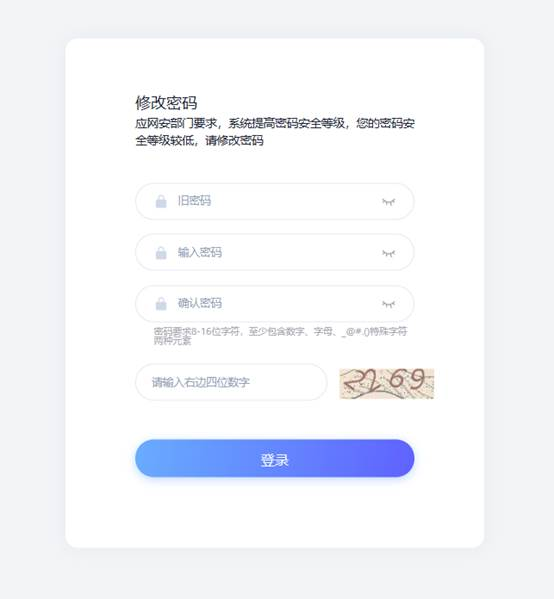 修改密码
应网安部门要求，系统提高密码安全等级，您的密码安
全等级较低，请修改密码
旧密码
输入密码
确认密码
密码要求8-16位字符，至少包含数字、字母、_@#.()特殊字符
两种元素
请输入右边四位数字
2269
登录